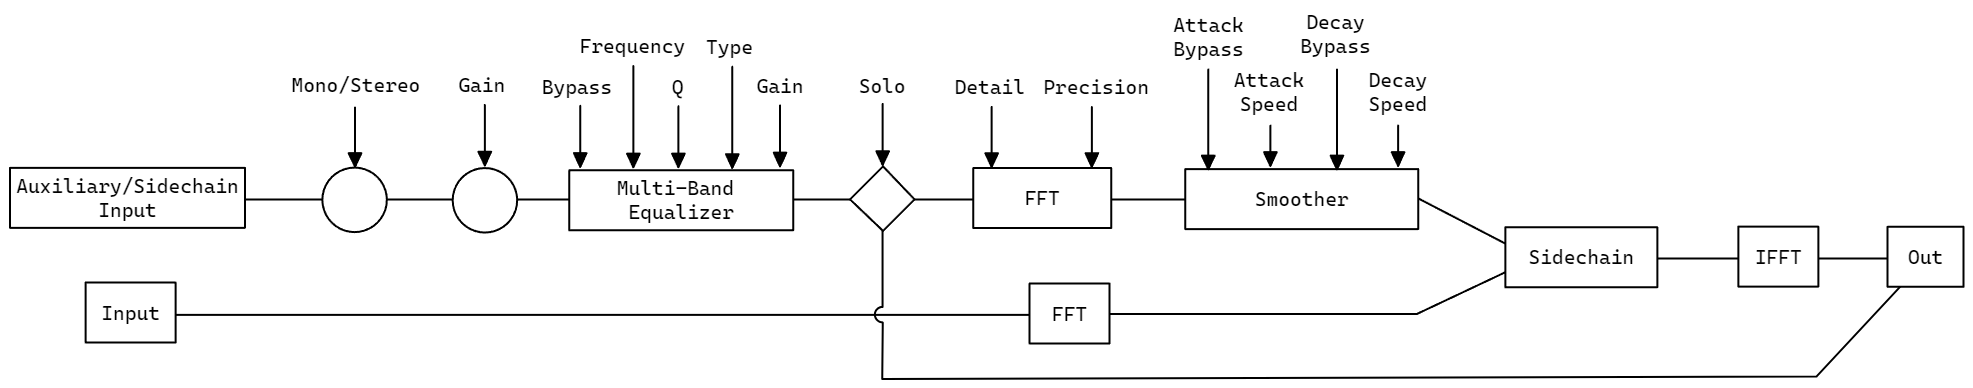 Mono/Stereo
Gain
Bypass
Frequency
Q
Type
Gain
Solo
Detail
Precision
Attack
Bypass
Attack
Speed
Decay
Bypass
Decay
Speed
Auxiliary/Sidechain
Input
Multi-Band
Equalizer
FFT
Smoother
Sidechain
IFFT
Out
Input
FFT